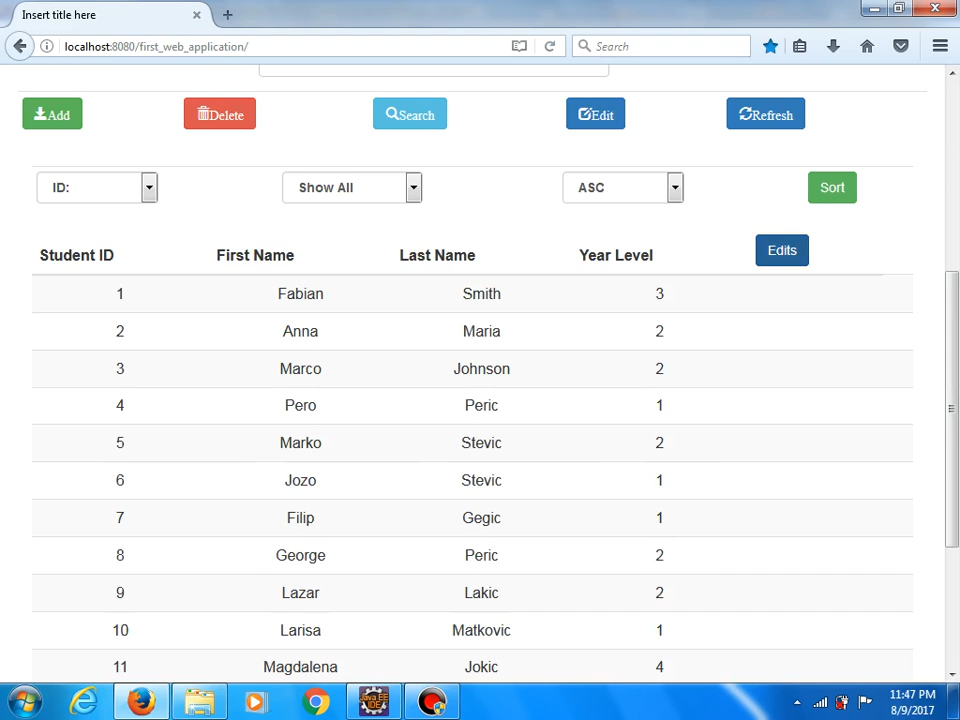 Insert title here
localhost:8080/first_web_application/
Search
Add Delete Search Edit Refresh
ID: Show All ASC Sort
Student ID First Name Last Name Year Level Edits
1 Fabian Smith 3
2 Anna Maria 2
3 Marco Johnson 2
4 Pero Peric 1
5 Marko Stevic 2
6 Jozo Stevic 1
7 Filip Gegic 1
8 George Peric 2
9 Lazar Lakic 2
10 Larisa Matkovic 1
11 Magdalena Jokic 4
Java EE
IDE
11:47 PM
8/9/2017